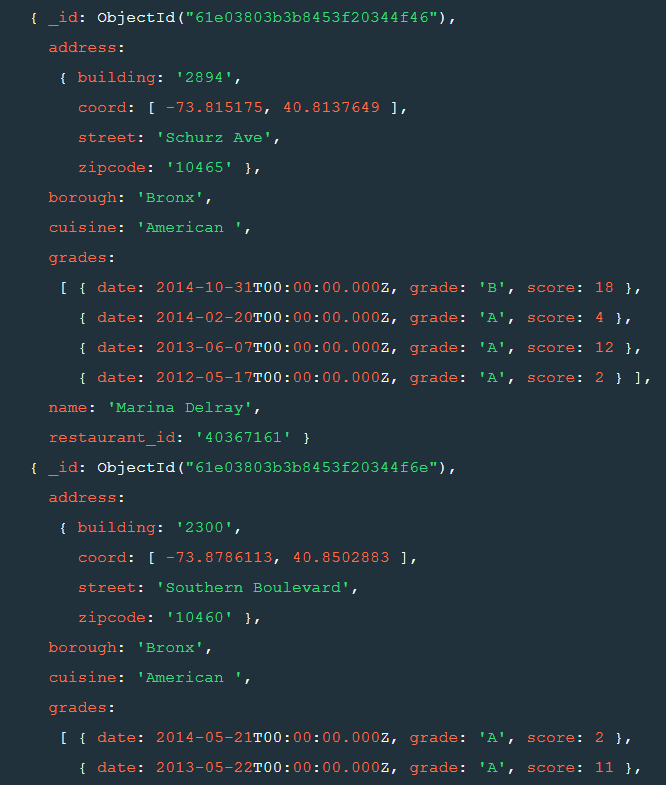 { _id: ObjectId("61e03803b3b8453f20344f46"),
address:
{ building: '2894',
coord: [ -73.815175, 40.8137649 ],
street: 'Schurz Ave',
zipcode: '10465' },
borough: 'Bronx',
cuisine: 'American ',
grades:
[ { date: 2014-10-31T00:00:00.000Z, grade: 'B', score: 18 },
{ date: 2014-02-20T00:00:00.000Z, grade: 'A', score: 4 },
{ date: 2013-06-07T00:00:00.000Z, grade: 'A', score: 12 },
{ date: 2012-05-17T00:00:00.000Z, grade: 'A', score: 2 } ],
name: 'Marina Delray',
restaurant_id: '40367161' }
{ _id: ObjectId("61e03803b3b8453f20344f6e"),
address:
{ building: '2300',
coord: [ -73.8786113, 40.8502883 ],
street: 'Southern Boulevard',
zipcode: '10460' },
borough: 'Bronx',
cuisine: 'American ',
grades:
[ { date: 2014-05-21T00:00:00.000Z, grade: 'A', score: 2 },
{ date: 2013-05-22T00:00:00.000Z, grade: 'A', score: 11 },